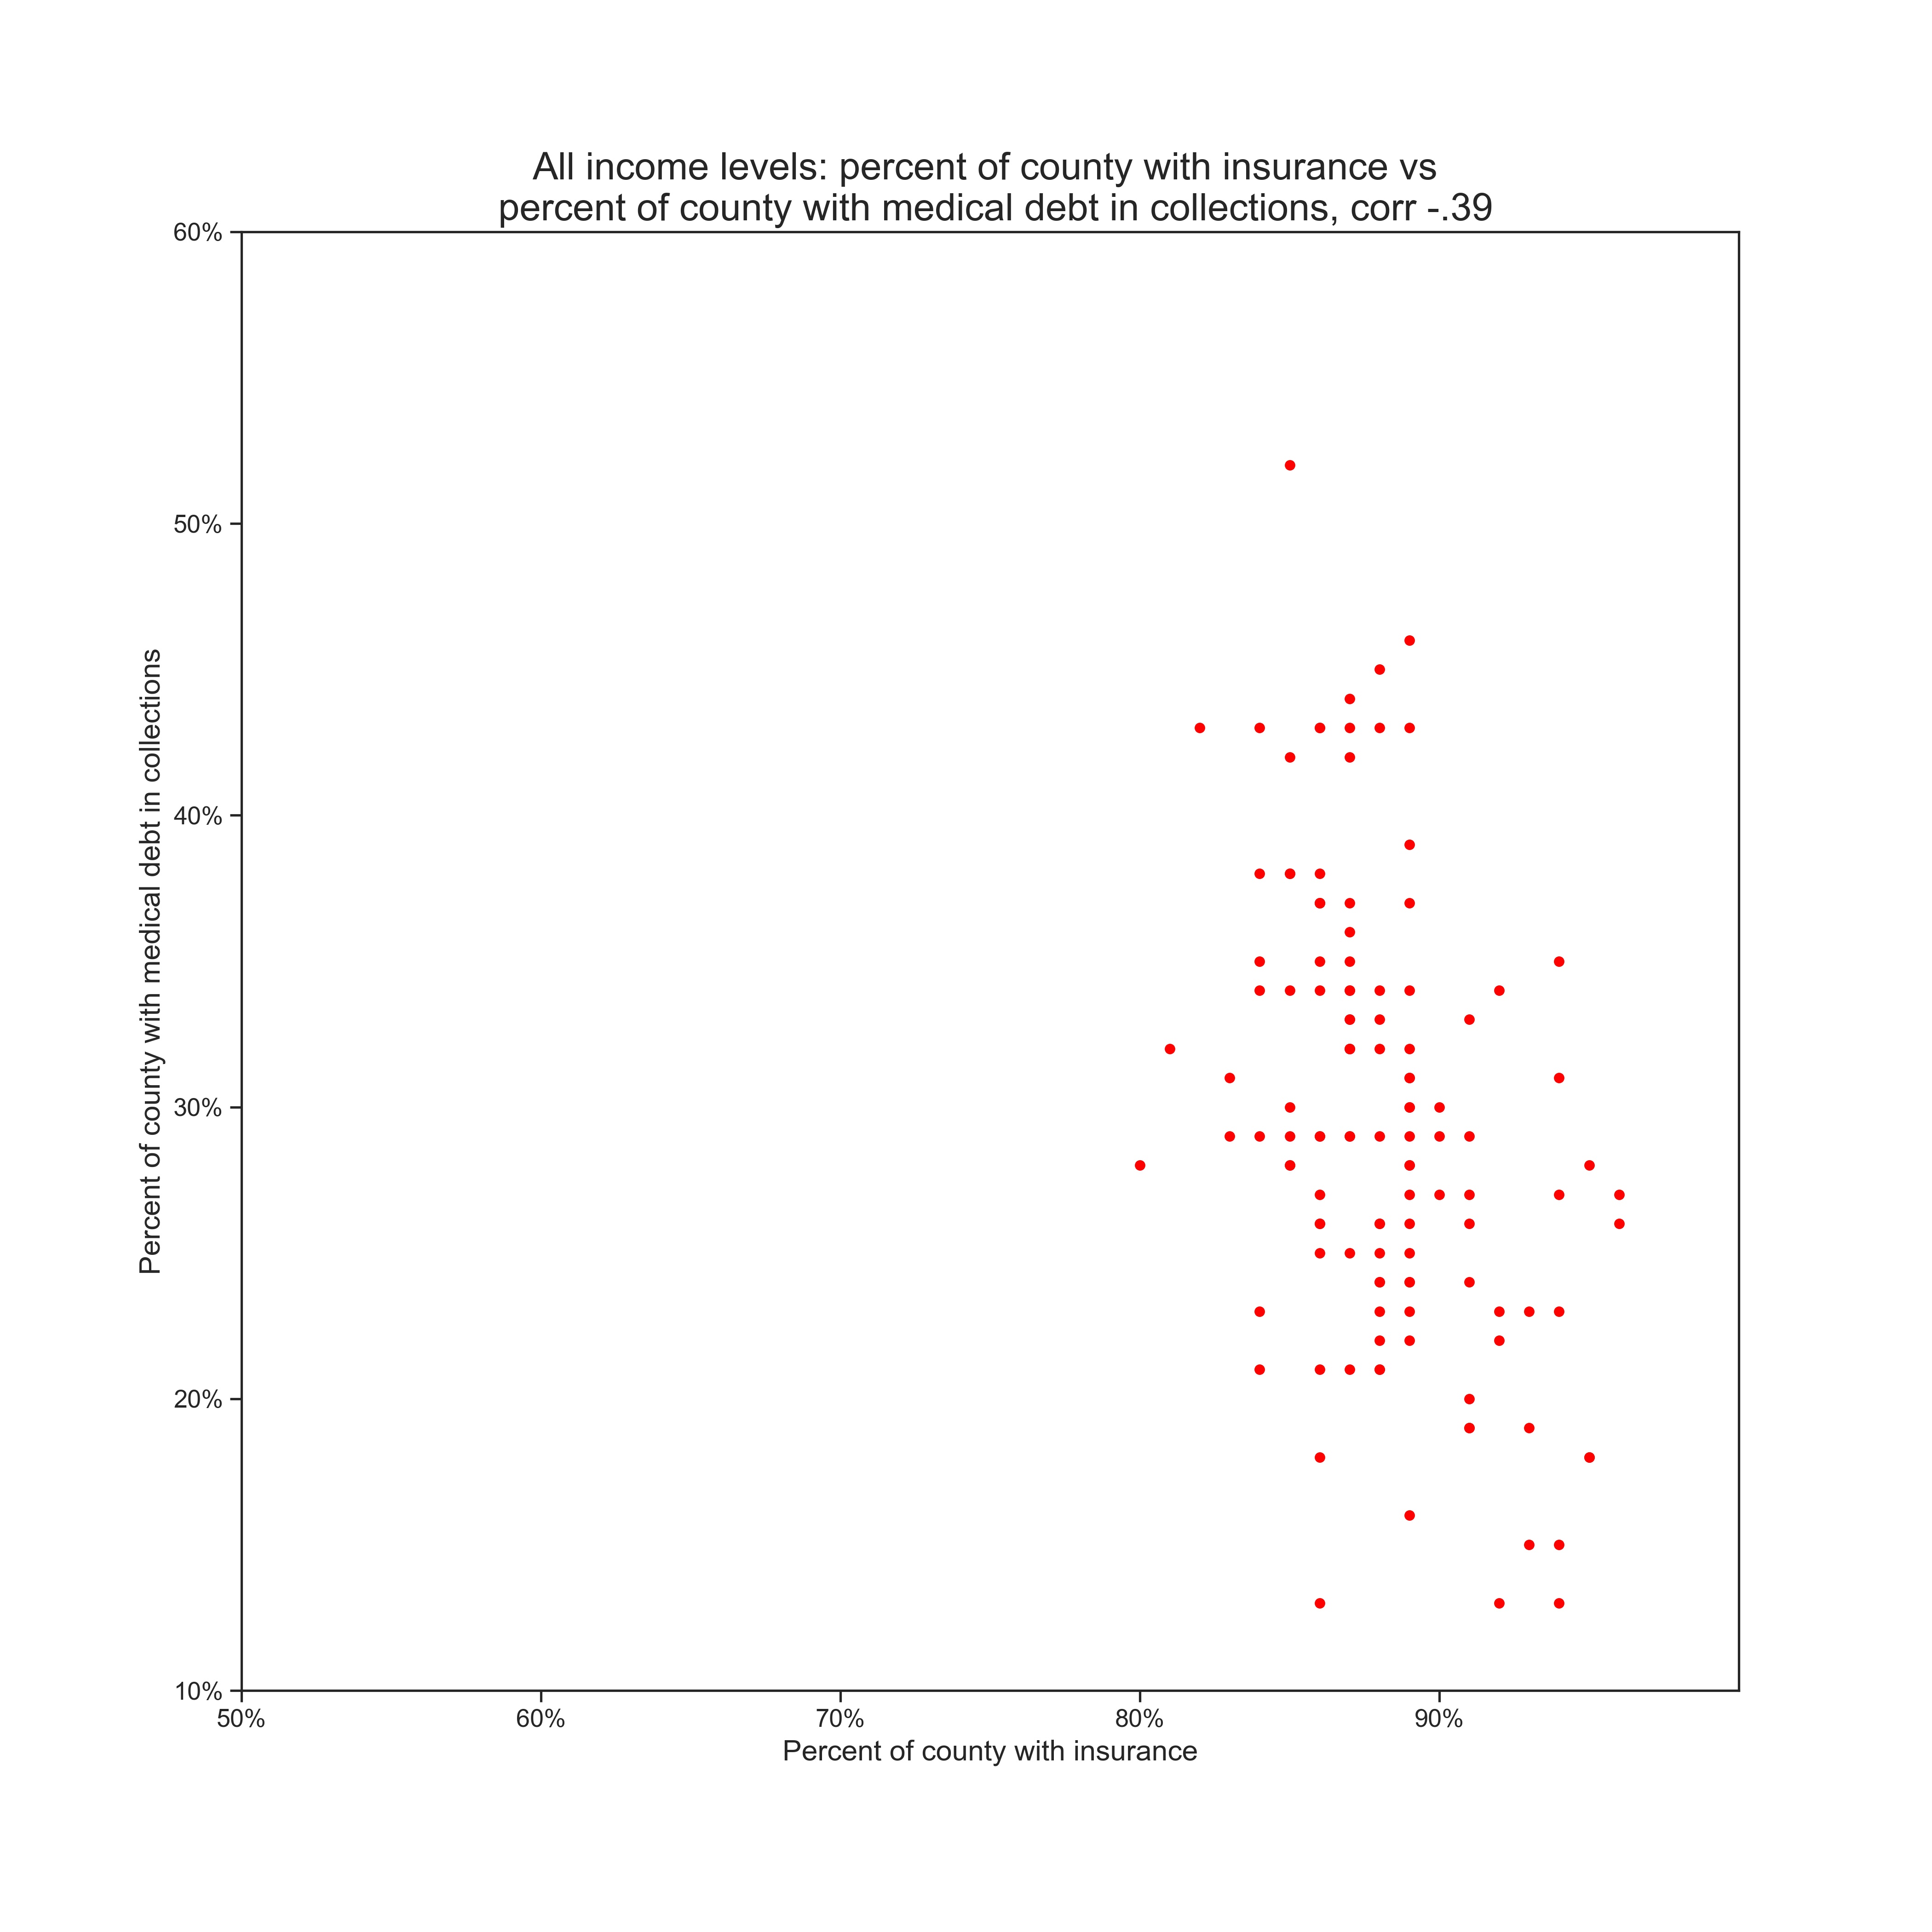 All income levels: percent of county with insurance vs
percent of county with medical debt in collections, corr -.39
60%
50%
40%
30%
20%
10%
Percent of county with medical debt in collections
50%
60%
70%
80%
90%
Percent of county with insurance